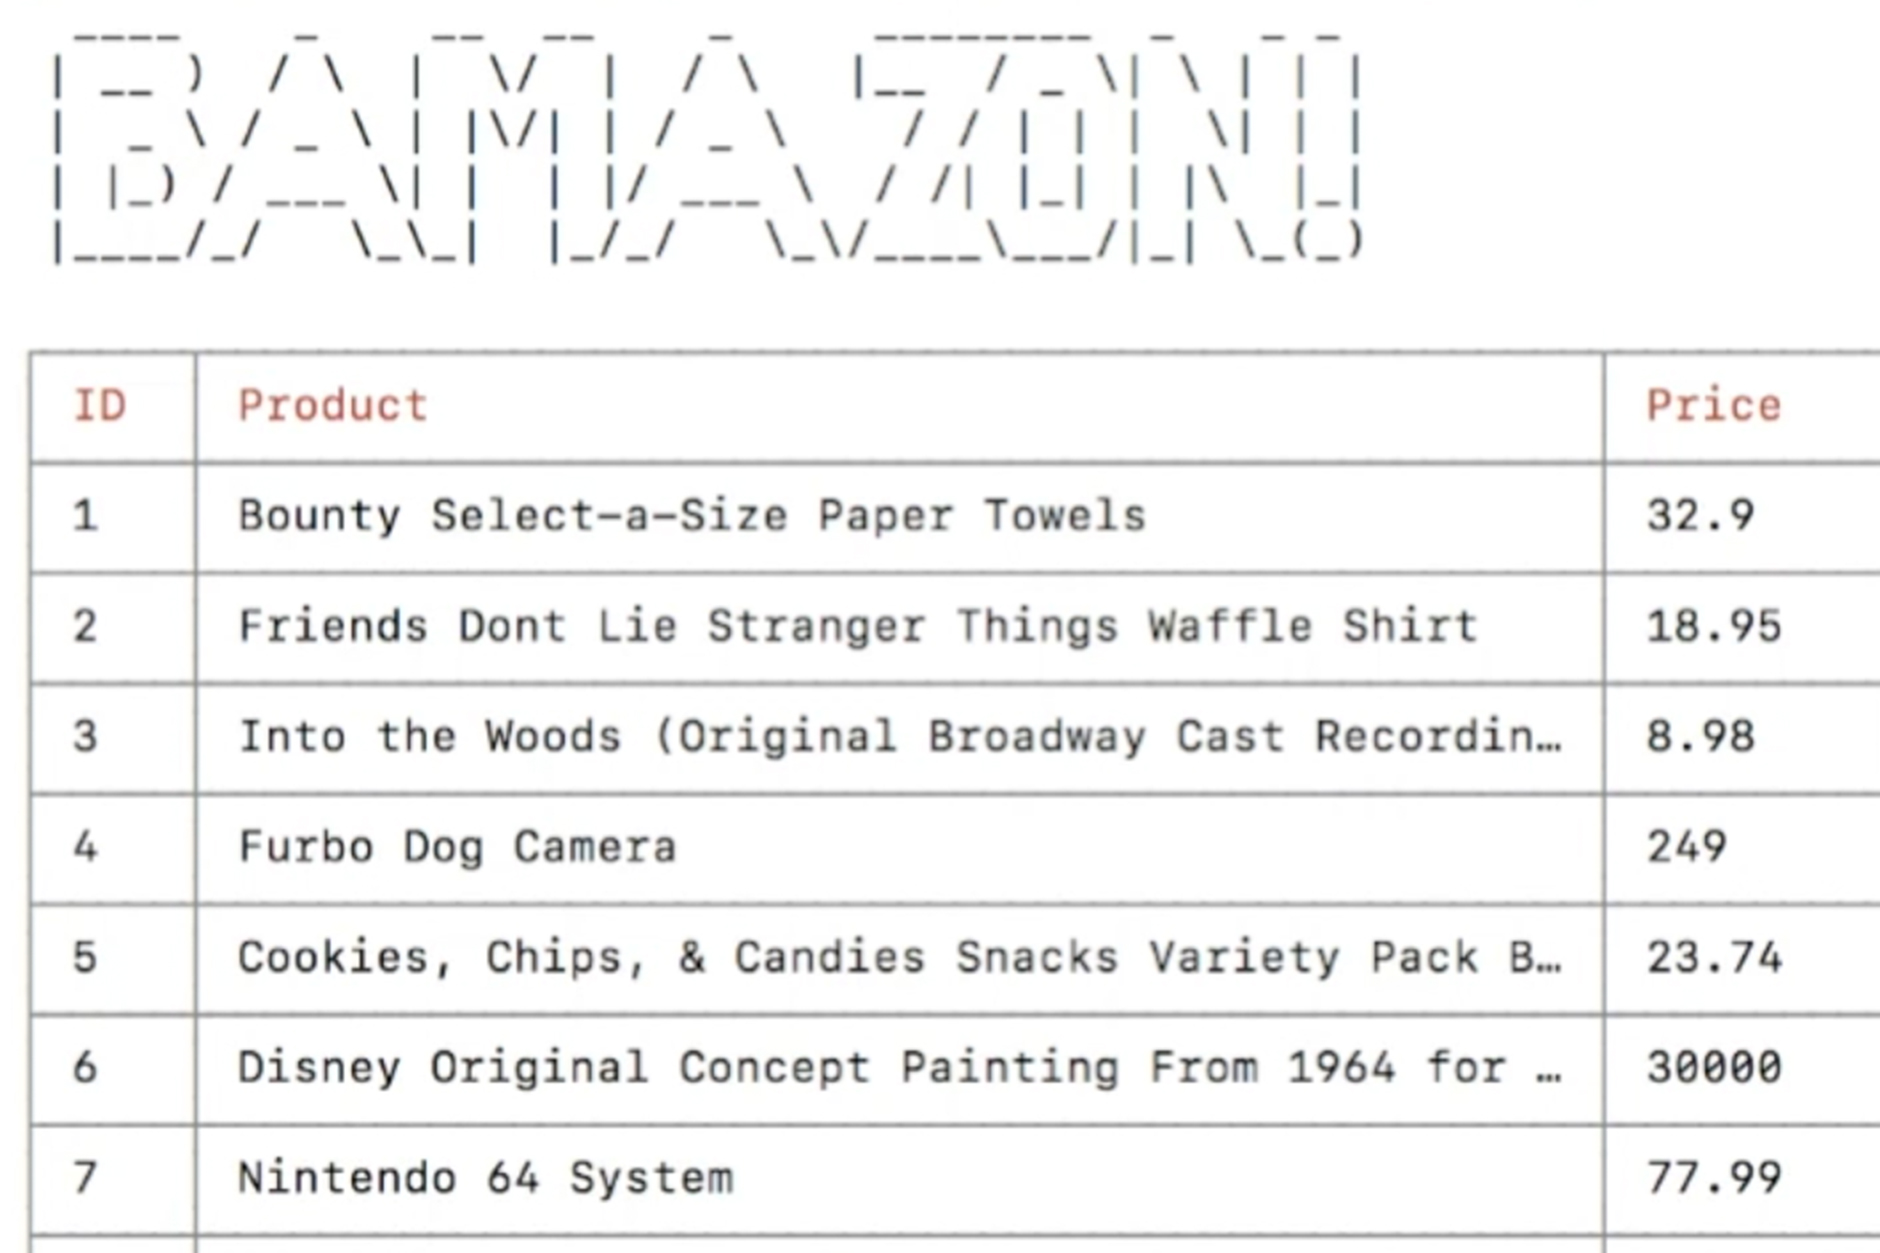 BAMAZON!
ID Product Price
1 Bounty Select-a-Size Paper Towels 32.9
2 Friends Dont Lie Stranger Things Waffle Shirt 18.95
3 Into the Woods (Original Broadway Cast Recordin… 8.98
4 Furbo Dog Camera 249
5 Cookies, Chips, & Candies Snacks Variety Pack B… 23.74
6 Disney Original Concept Painting From 1964 for … 30000
7 Nintendo 64 System 77.99